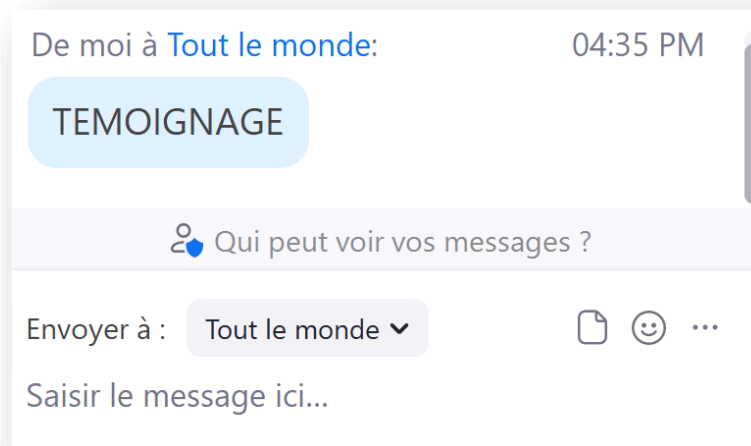 De moi à Tout le monde: 04:35 PM
TEMOIGNAGE
Qui peut voir vos messages ?
Envoyer à : Tout le monde
Saisir le message ici...